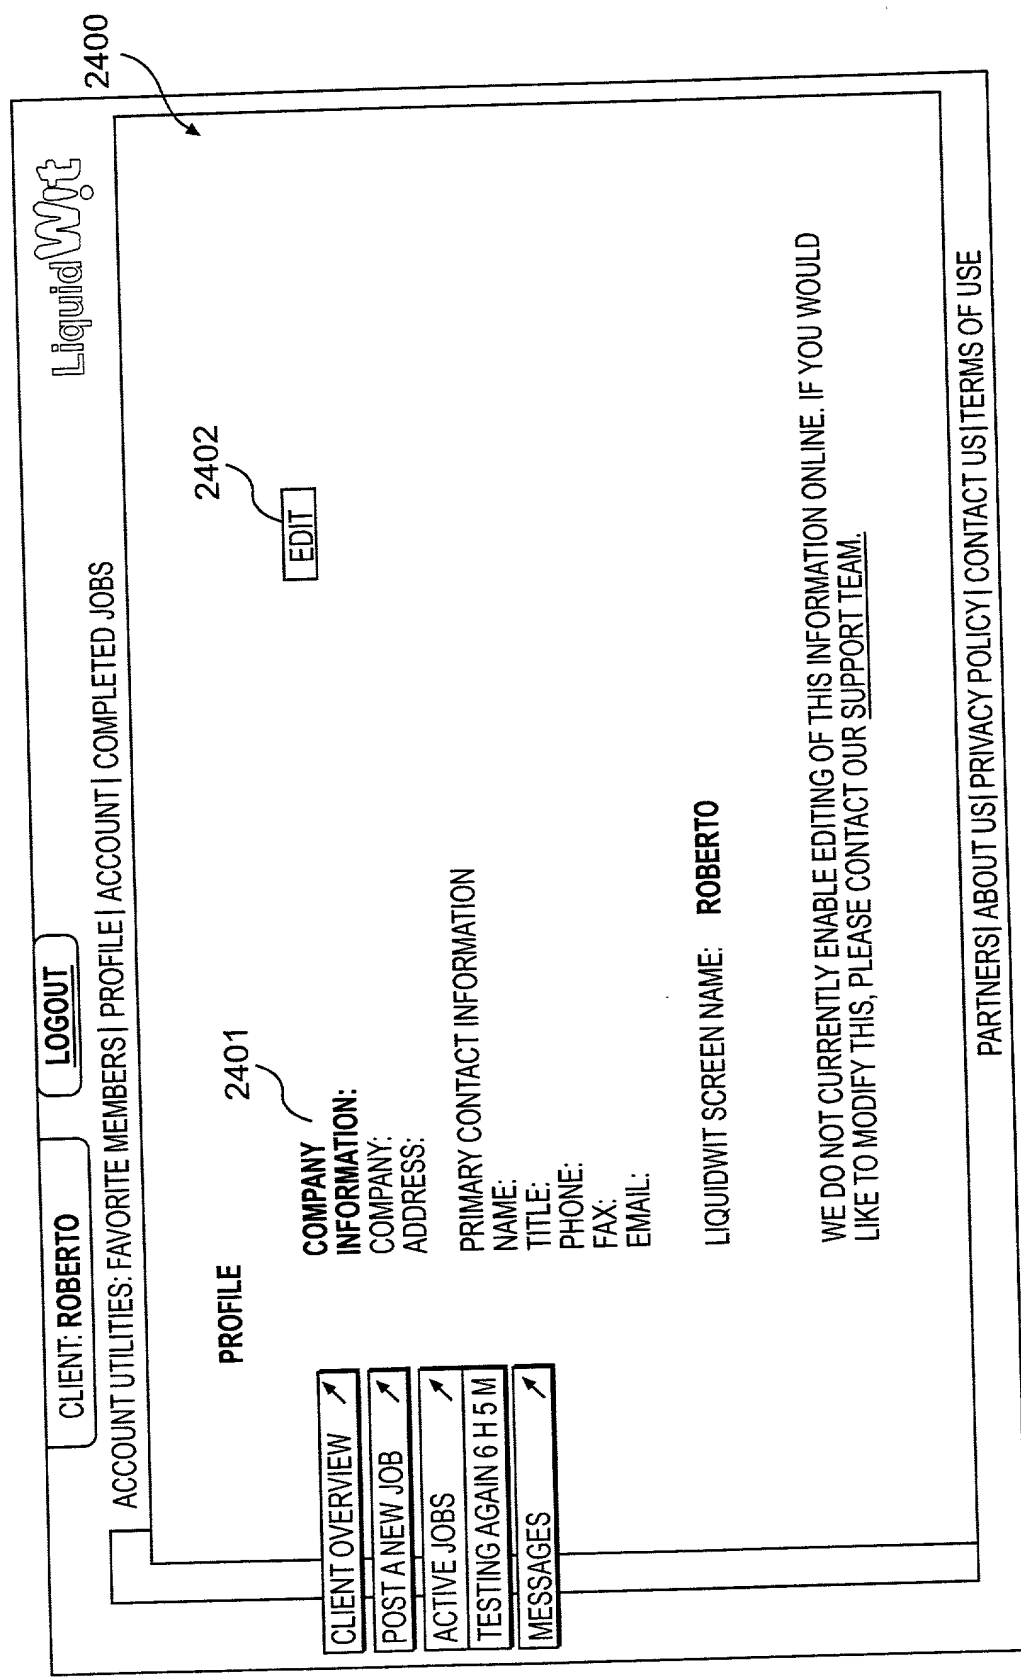 2400
CLIENT: ROBERTO
LOGOUT
LiquidWit
ACCOUNT UTILITIES: FAVORITE MEMBERS| PROFILE| ACCOUNT| COMPLETED JOBS
PROFILE
2401
2402
CLIENT OVERVIEW
POST A NEW JOB
ACTIVE JOBS
TESTING AGAIN 6 H 5 M
MESSAGES
COMPANY
INFORMATION:
COMPANY:
ADDRESS:
EDIT
PRIMARY CONTACT INFORMATION
NAME:
TITLE:
PHONE:
FAX:
EMAIL:
LIQUIDWIT SCREEN NAME: ROBERTO
WE DO NOT CURRENTLY ENABLE EDITING OF THIS INFORMATION ONLINE. IF YOU WOULD
LIKE TO MODIFY THIS, PLEASE CONTACT OUR SUPPORT TEAM.
PARTNERS| ABOUT US| PRIVACY POLICY| CONTACT US| TERMS OF USE